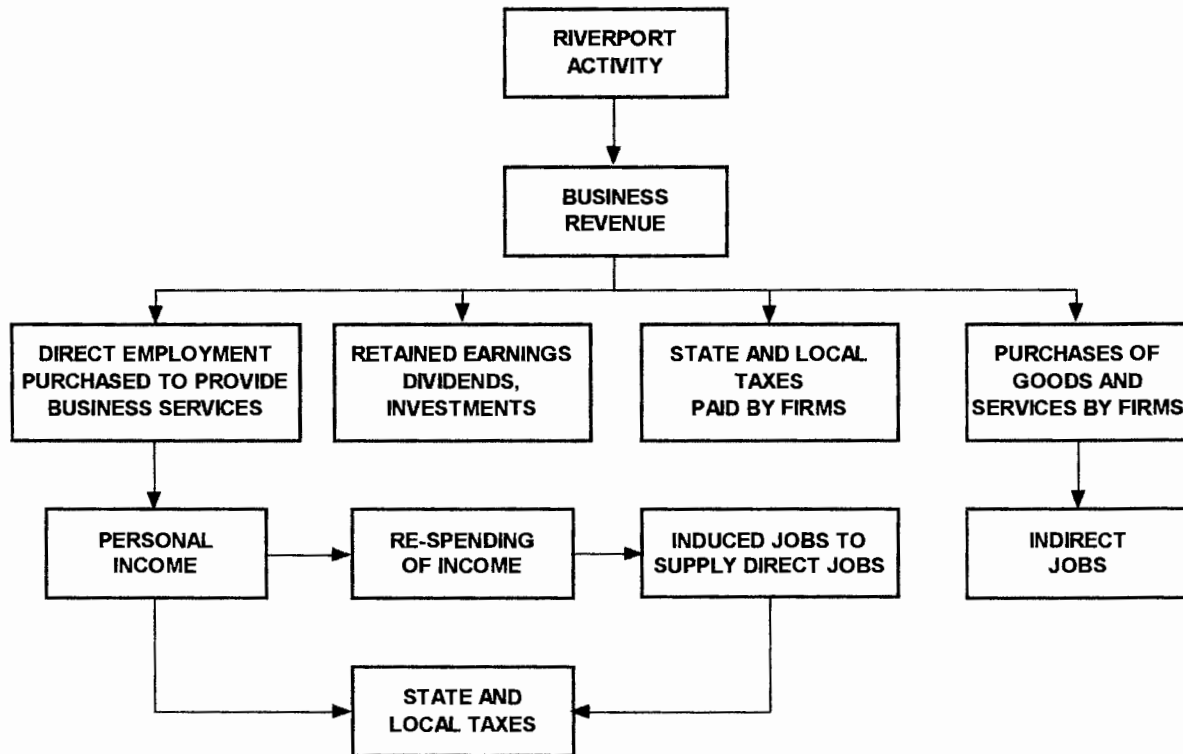 RIVERPORT
ACTIVITY
BUSINESS
REVENUE
DIRECT EMPLOYMENT
PURCHASED TO PROVIDE
BUSINESS SERVICES
RETAINED EARNINGS
DIVIDENDS,
INVESTMENTS
STATE AND LOCAL
TAXES
PAID BY FIRMS
PURCHASES OF
GOODS AND
SERVICES BY FIRMS
PERSONAL
INCOME
RE-SPENDING
OF INCOME
INDUCED JOBS TO
SUPPLY DIRECT JOBS
INDIRECT
JOBS
STATE AND
LOCAL TAXES